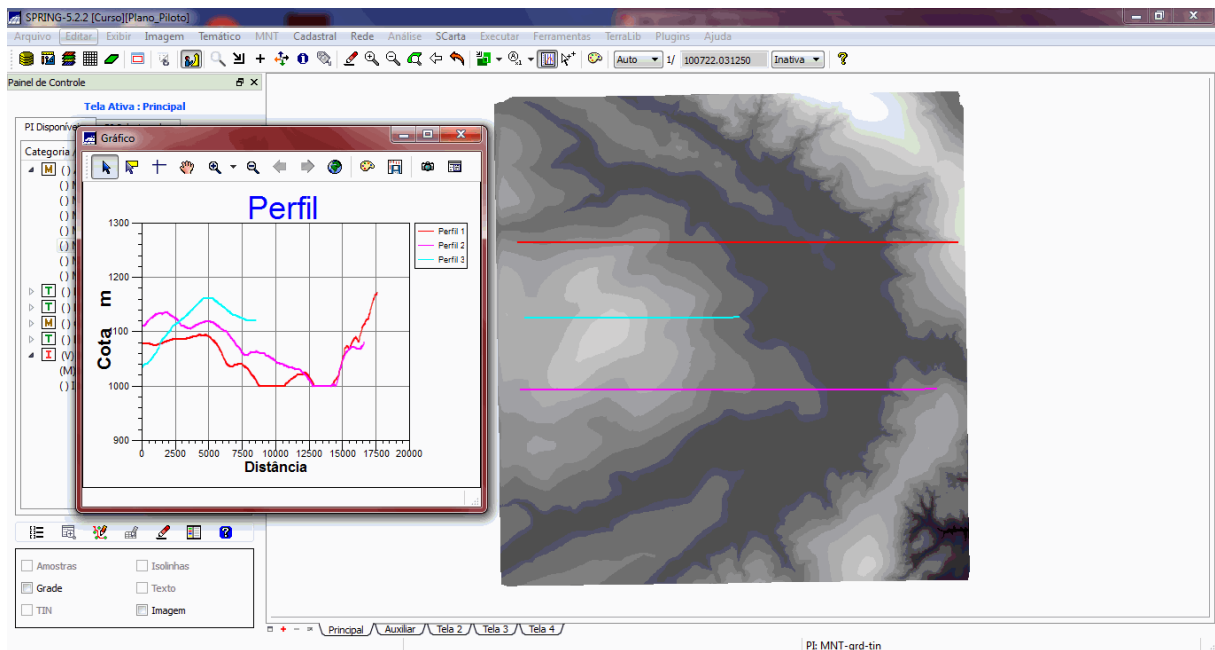 SPRING-5.2.2 [Curso][Plano_Piloto]
Arquivo Editar Exibir Imagem Temático MNT Cadastral Rede Análise SCarta Executar Ferramentas TerraLib Plugins Ajuda
Auto 1/ 100722.031250 Inativa
Painel de Controle
Tela Ativa : Principal
PI Disponíve
Categoria
M ()
()
()
()
()
()
()
()
T ()
T ()
M ()
T ()
I (V)
(M)
() I
Gráfico
Perfil
Cota m
1300
1200
1100
1000
900
0 2500 5000 7500 10000 12500 15000 17500 20000
Distância
Perfil 1
Perfil 2
Perfil 3
Amostras Isolinhas
Grade Texto
TIN Imagem
Principal Auxiliar Tela 2 Tela 3 Tela 4
PI: MNT-grd-tin